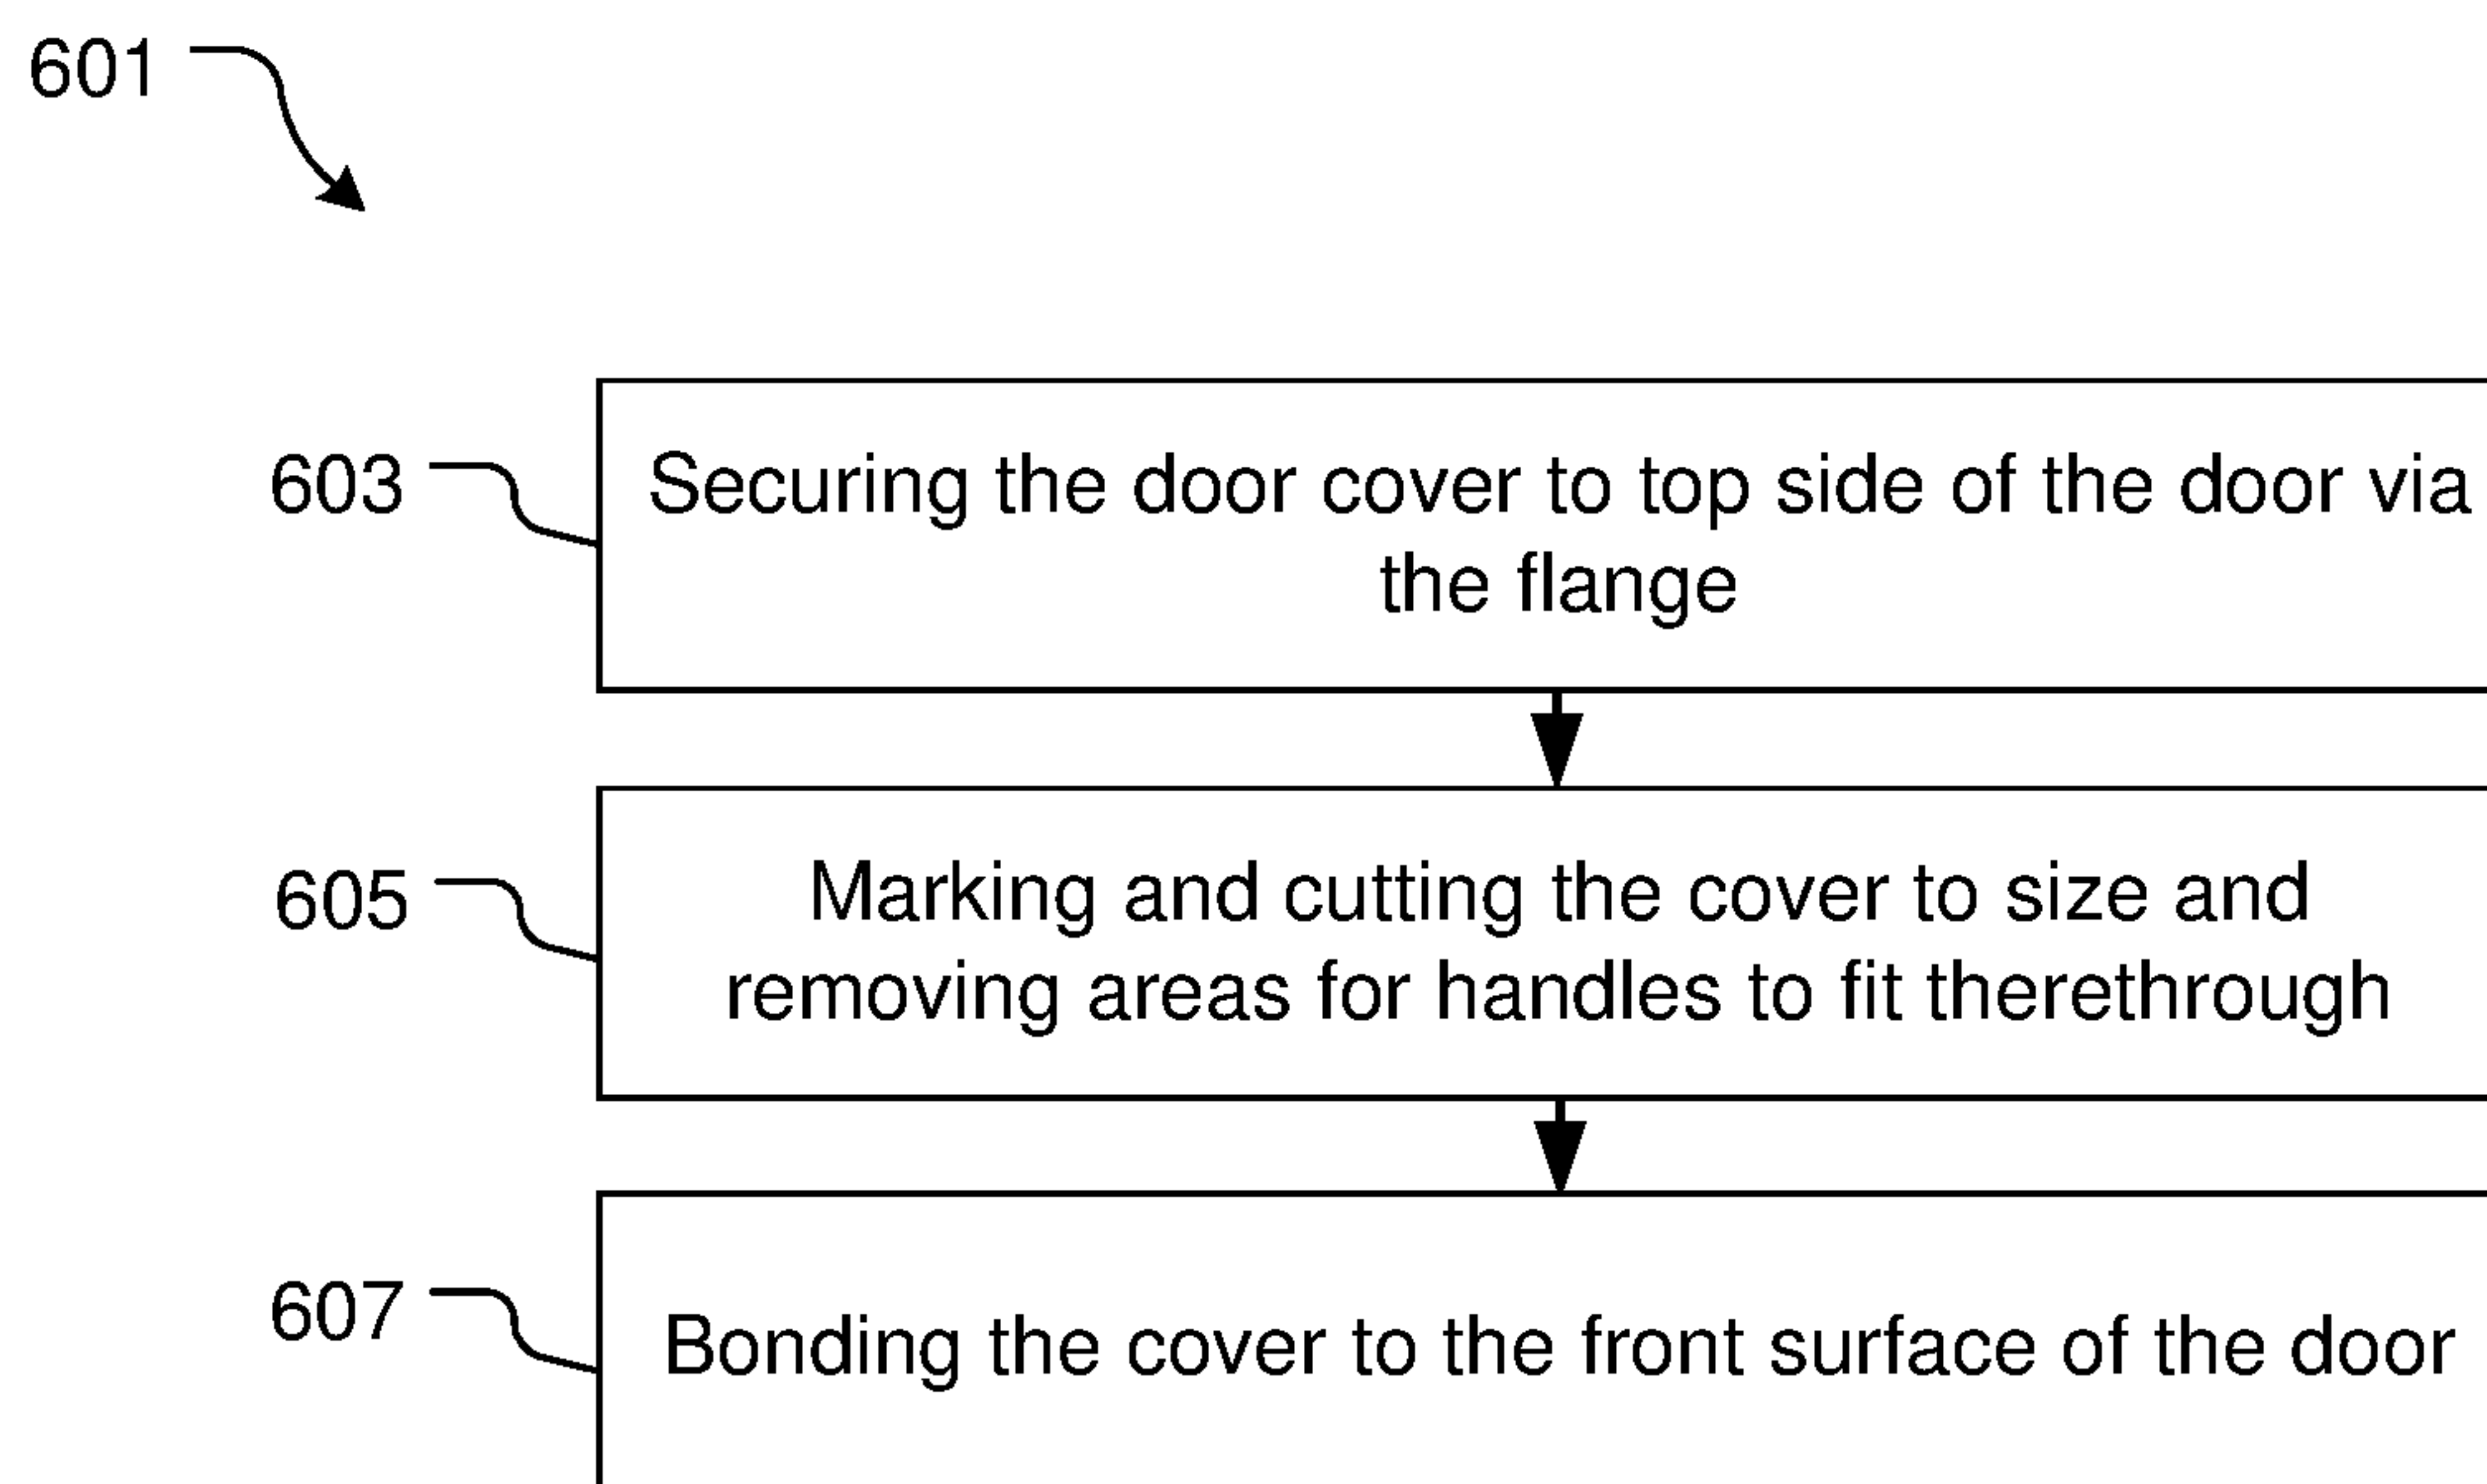 601
603
Securing the door cover to top side of the door via
the flange
605
Marking and cutting the cover to size and
removing areas for handles to fit therethrough
607
Bonding the cover to the front surface of the door